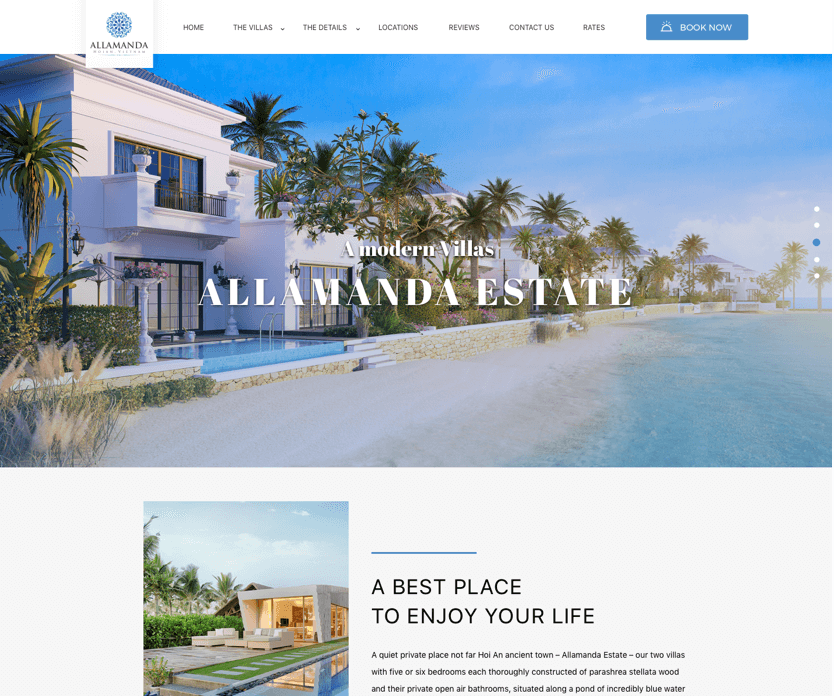 ALLAMANDA
HOIAN-VIETNAM
HOME
THE VILLAS
THE DETAILS
LOCATIONS
REVIEWS
CONTACT US
RATES
BOOK NOW
A modern Villas
ALLAMANDA ESTATE
A BEST PLACE
TO ENJOY YOUR LIFE
A quiet private place not far Hoi An ancient town – Allamanda Estate – our two villas
with five or six bedrooms each thoroughly constructed of parashrea stellata wood
and their private open air bathrooms, situated along a pond of incredibly blue water